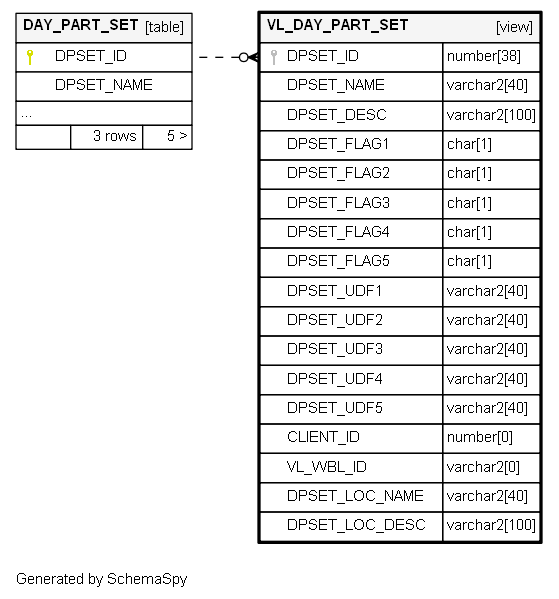 DAY_PART_SET [table]
DPSET_ID
DPSET_NAME
...
3 rows 5 >
VL_DAY_PART_SET [view]
DPSET_ID number[38]
DPSET_NAME varchar2[40]
DPSET_DESC varchar2[100]
DPSET_FLAG1 char[1]
DPSET_FLAG2 char[1]
DPSET_FLAG3 char[1]
DPSET_FLAG4 char[1]
DPSET_FLAG5 char[1]
DPSET_UDF1 varchar2[40]
DPSET_UDF2 varchar2[40]
DPSET_UDF3 varchar2[40]
DPSET_UDF4 varchar2[40]
DPSET_UDF5 varchar2[40]
CLIENT_ID number[0]
VL_WBL_ID varchar2[0]
DPSET_LOC_NAME varchar2[40]
DPSET_LOC_DESC varchar2[100]
Generated by SchemaSpy